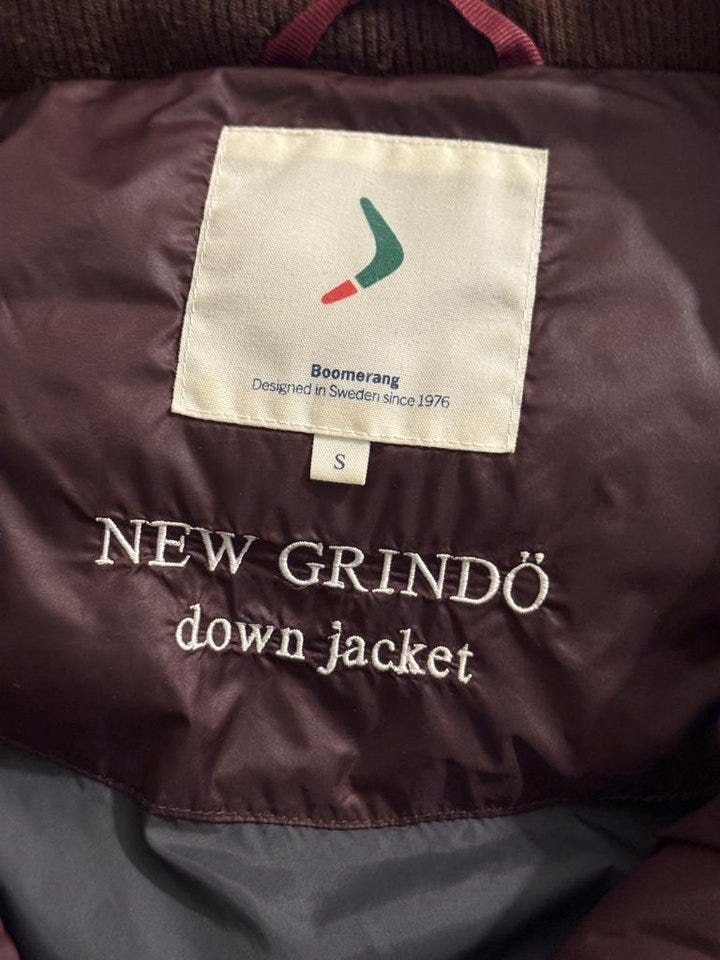 Boomerang
Designed in Sweden since 1976
S
NEW GRINDÖ
down jacket